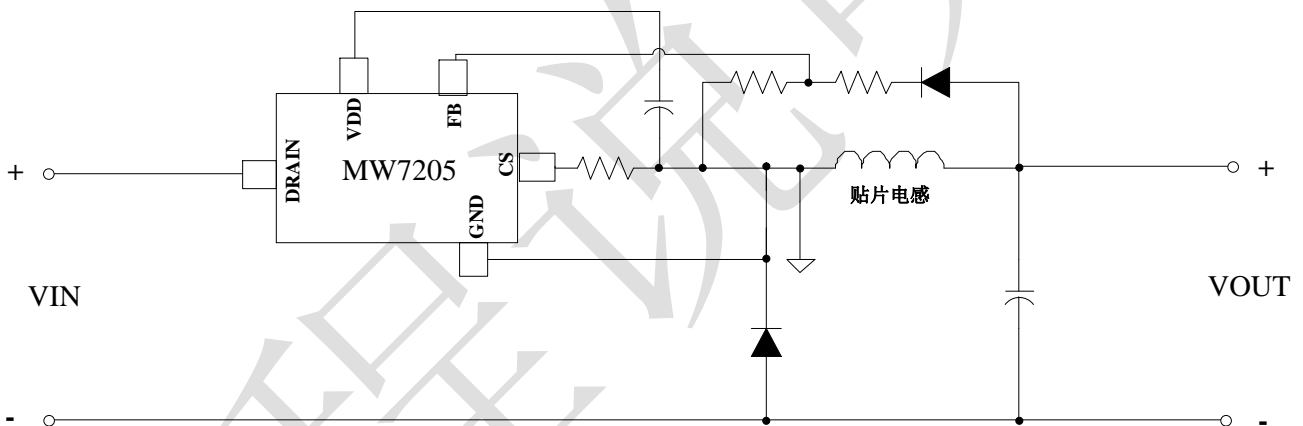 VDD
FB
DRAIN
MW7205
CS
GND
+
+
贴片电感
VIN
VOUT
-
-